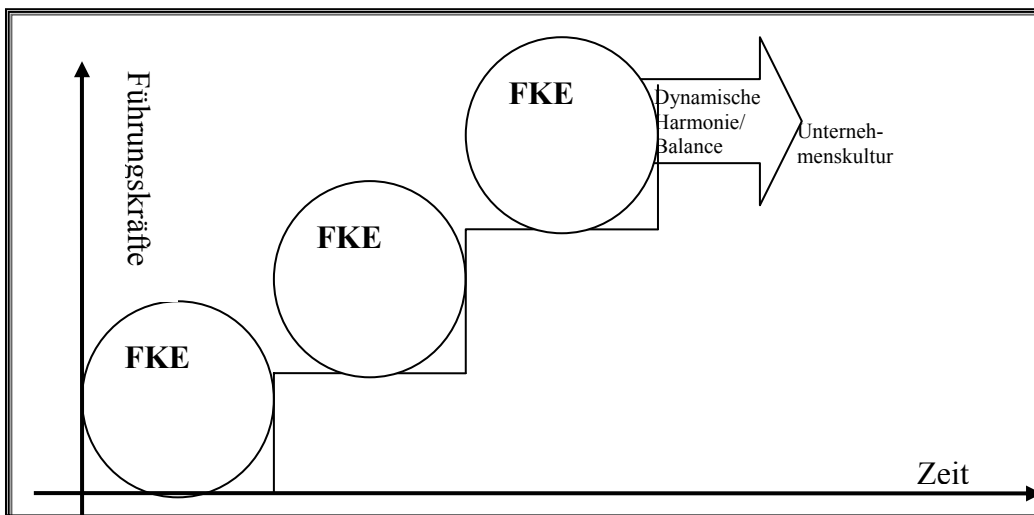 Führungskräfte
FKE
FKE
FKE
Dynamische
Harmonie/
Balance
Unterneh-
menskultur
Zeit